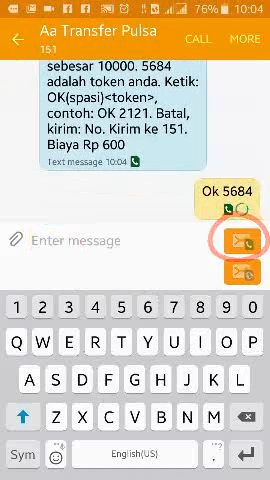 76% 10:04
Aa Transfer Pulsa
151
CALL MORE
sebesar 10000. 5684
adalah token anda. Ketik:
OK(spasi)<token>,
contoh: OK 2121. Batal,
kirim: No. Kirim ke 151.
Biaya Rp 600
Text message 10:04
Ok 5684
Enter message
1 2 3 4 5 6 7 8 9 0
Q W E R T Y U I O P
A S D F G H J K L
Z X C V B N M
Sym English(US) . ?